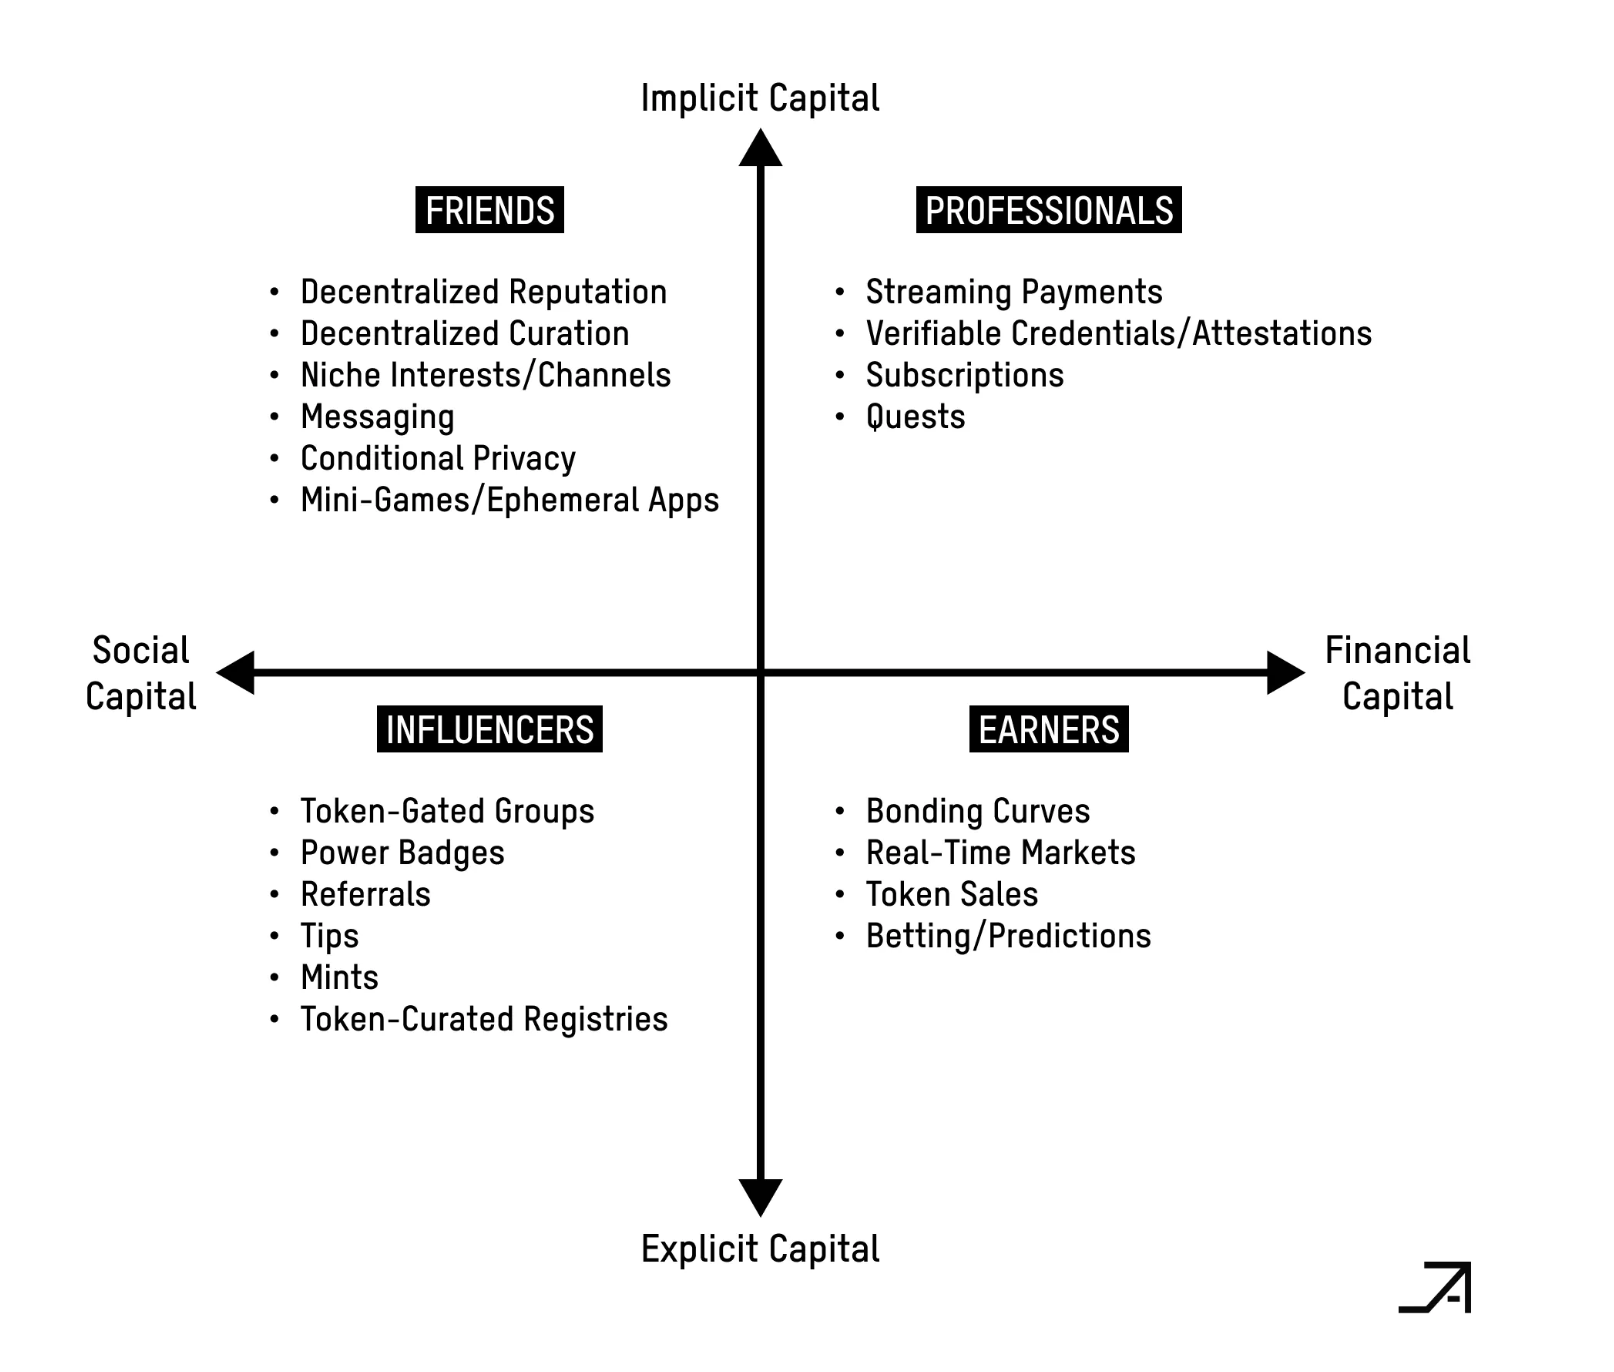 Implicit Capital
FRIENDS
• Decentralized Reputation
• Decentralized Curation
• Niche Interests/Channels
• Messaging
• Conditional Privacy
• Mini-Games/Ephemeral Apps
PROFESSIONALS
• Streaming Payments
• Verifiable Credentials/Attestations
• Subscriptions
• Quests
Social
Capital
Financial
Capital
INFLUENCERS
• Token-Gated Groups
• Power Badges
• Referrals
• Tips
• Mints
• Token-Curated Registries
EARNERS
• Bonding Curves
• Real-Time Markets
• Token Sales
• Betting/Predictions
Explicit Capital